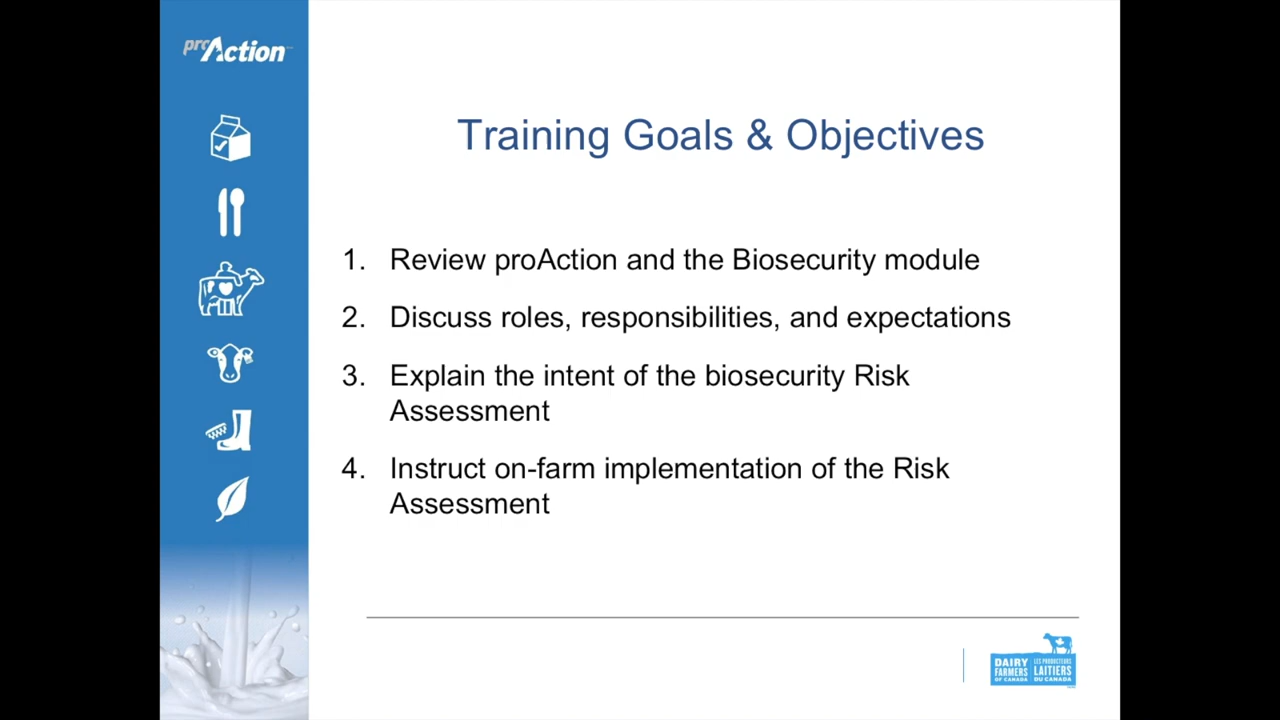 proAction
Training Goals & Objectives
1. Review proAction and the Biosecurity module
2. Discuss roles, responsibilities, and expectations
3. Explain the intent of the biosecurity Risk
Assessment
4. Instruct on-farm implementation of the Risk
Assessment
DAIRY
FARMERS
OF CANADA
LES PRODUCTEURS
LAITIERS
DU CANADA